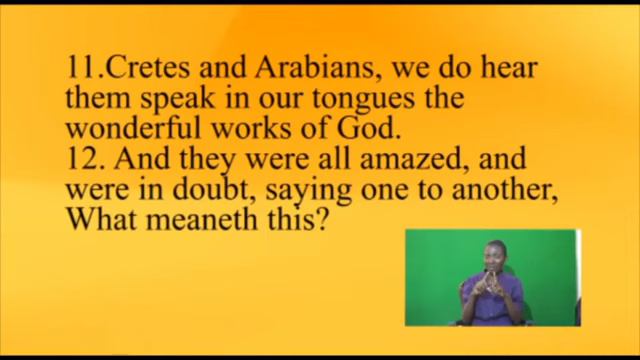 11.Cretes and Arabians, we do hear
them speak in our tongues the
wonderful works of God.
12. And they were all amazed, and
were in doubt, saying one to another,
What meaneth this?